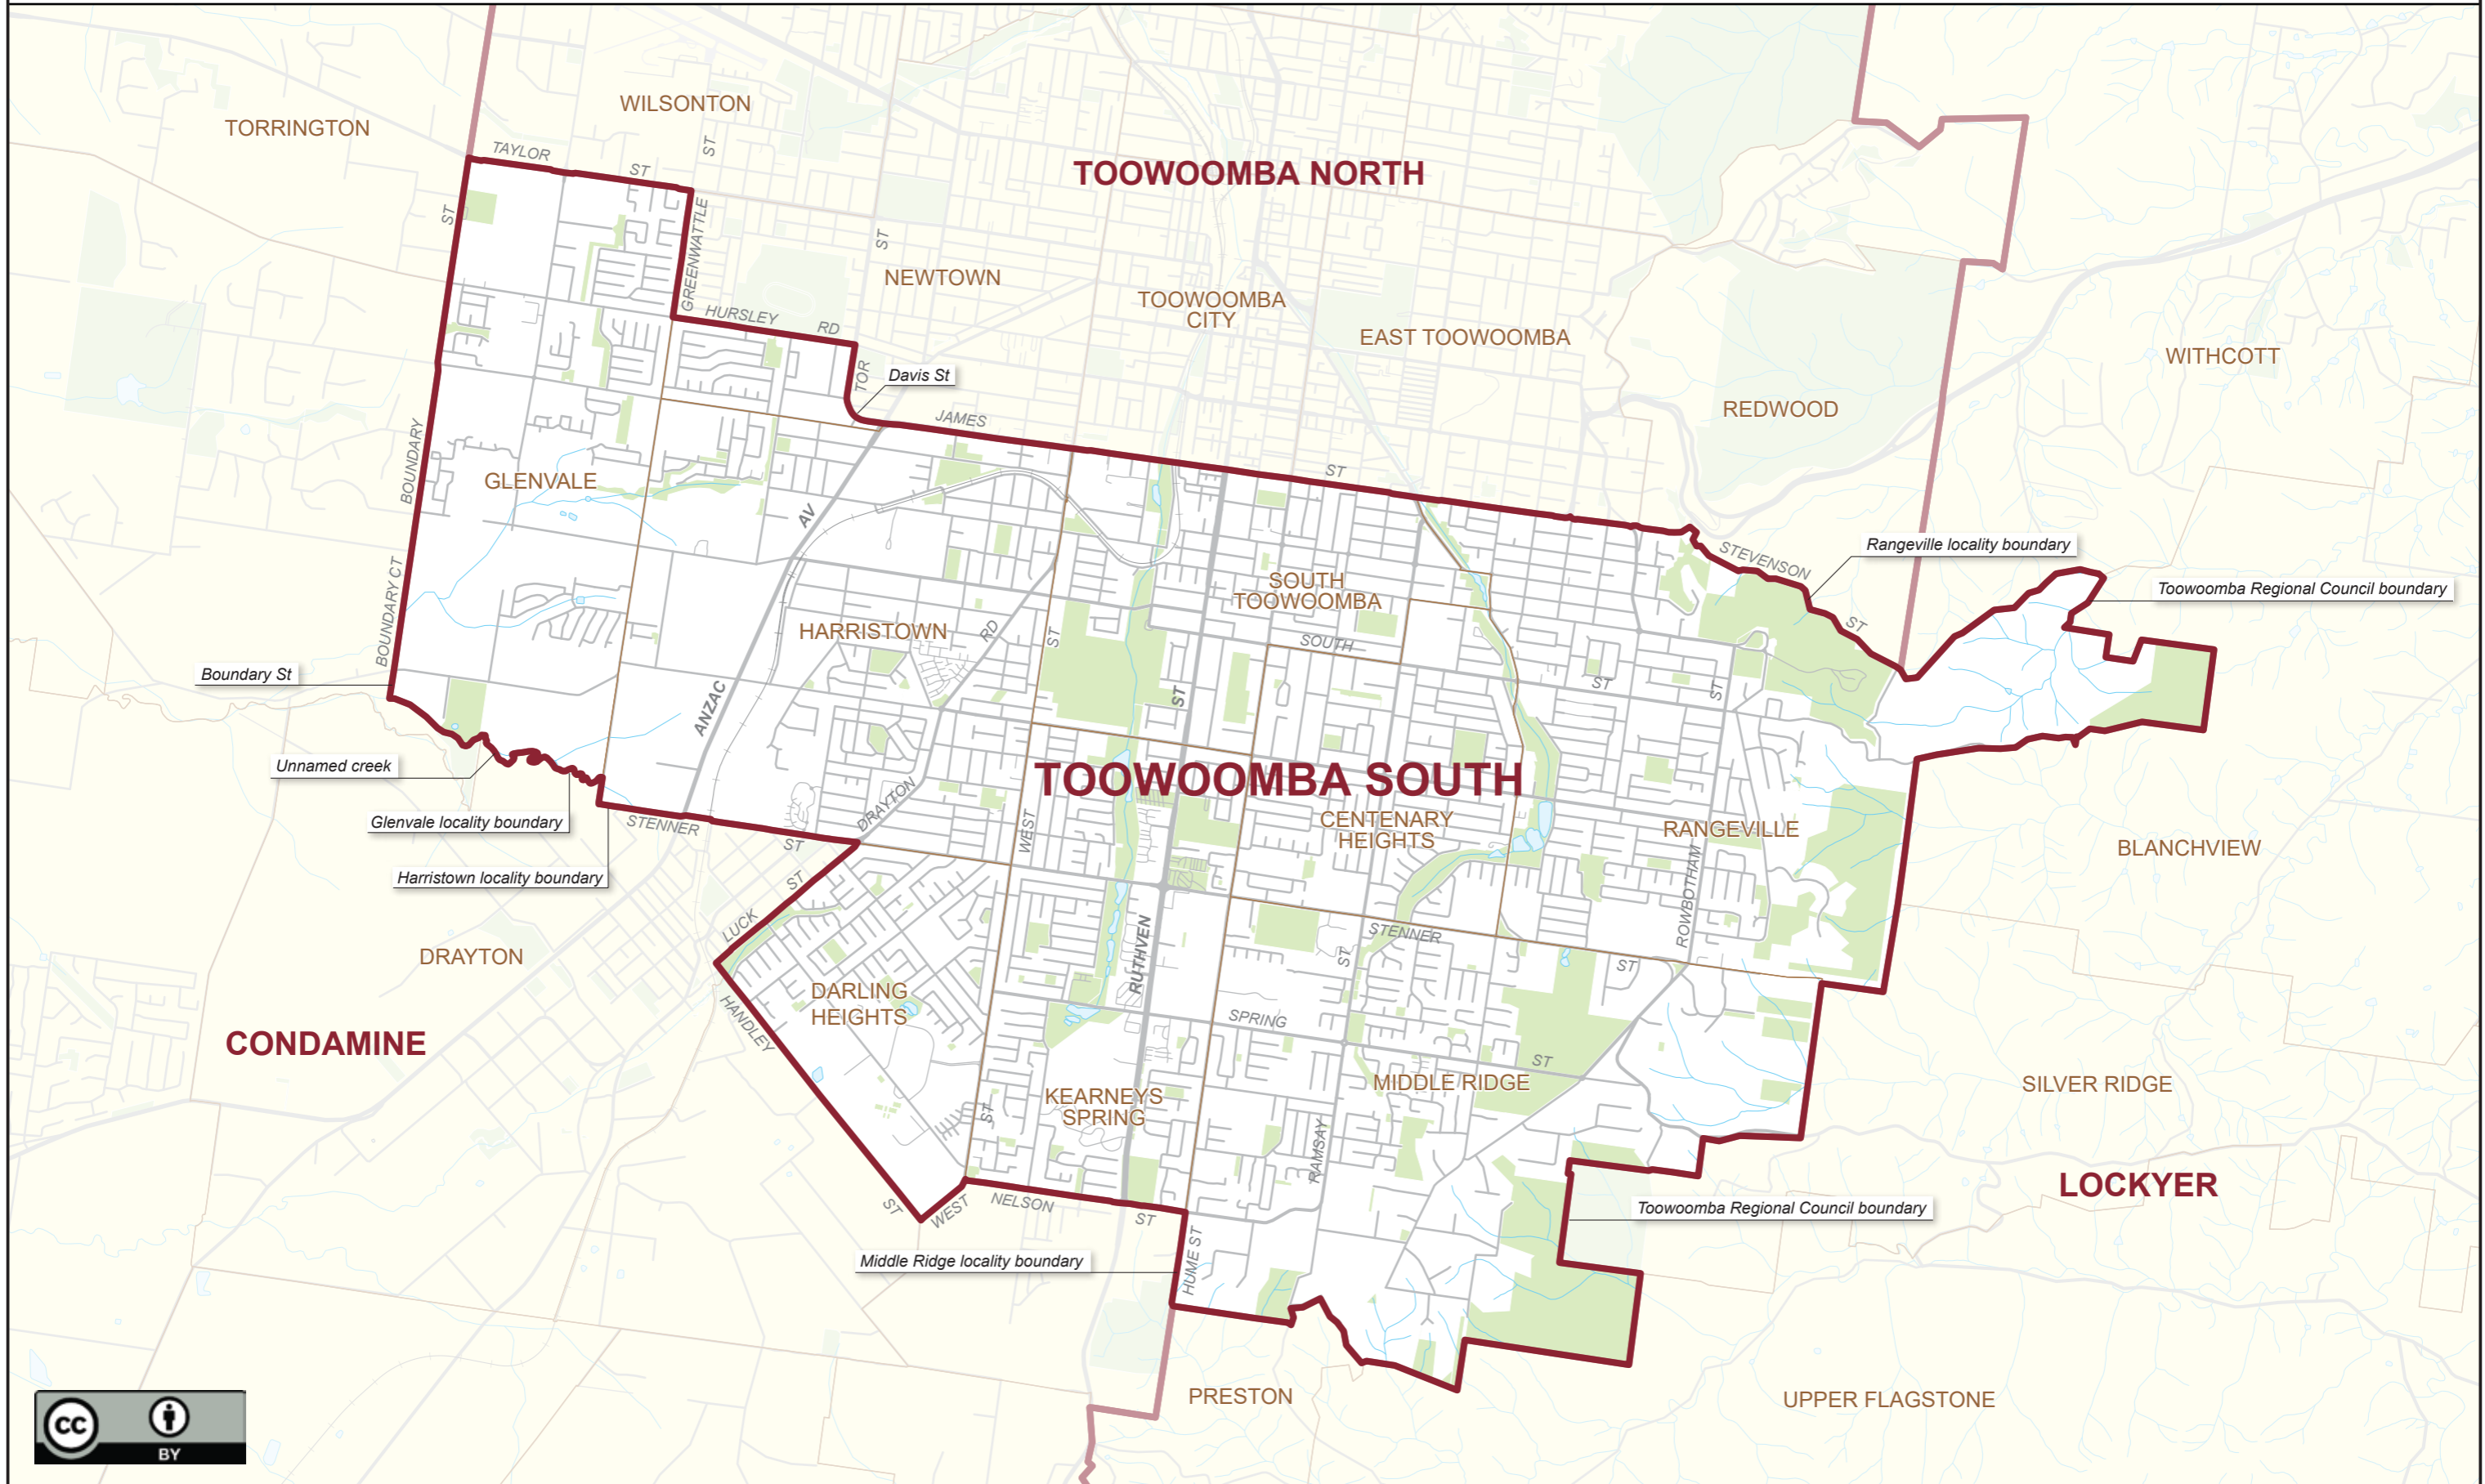 WILSONTON
TORRINGTON
TAYLOR
ST
ST
TOORWOOMBA NORTH
ST
GREENWATTLE
ST
NEWTOWN
TOOWOOMBA
CITY
HURSLEY
RD
EAST TOOWOOMBA
WITHCOTT
TOR
Davis St
REDWOOD
JAMES
BOUNDARY
GLENVALE
ST
AV
STEVENSON
Rangeville locality boundary
SOUTH
TOOWOOMBA
Toowoomba Regional Council boundary
BOUNDARY CT
HARRISTOWN
RD
ST
SOUTH
ST
Boundary St
ANZAC
ST
ST
ST
Unnamed creek
TOOWOOMBA SOUTH
DRAYTON
Glenvale locality boundary
STENNER
ST
WEST
CENTENARY
HEIGHTS
RANGEVILLE
BLANCHVIEW
Harristown locality boundary
ST
ROWBOTHAM
LUCK
STENNER
ST
ST
DRAYTON
RUTHVEN
DARLING
HEIGHTS
HANDLEY
SPRING
ST
CONDAMINE
KEARNEYS
SPRING
ST
MIDDLE RIDGE
SILVER RIDGE
RAMSAY
LOCKYER
ST
WEST
NELSON
ST
Toowoomba Regional Council boundary
Middle Ridge locality boundary
HUME ST
PRESTON
UPPER FLAGSTONE
CC
BY